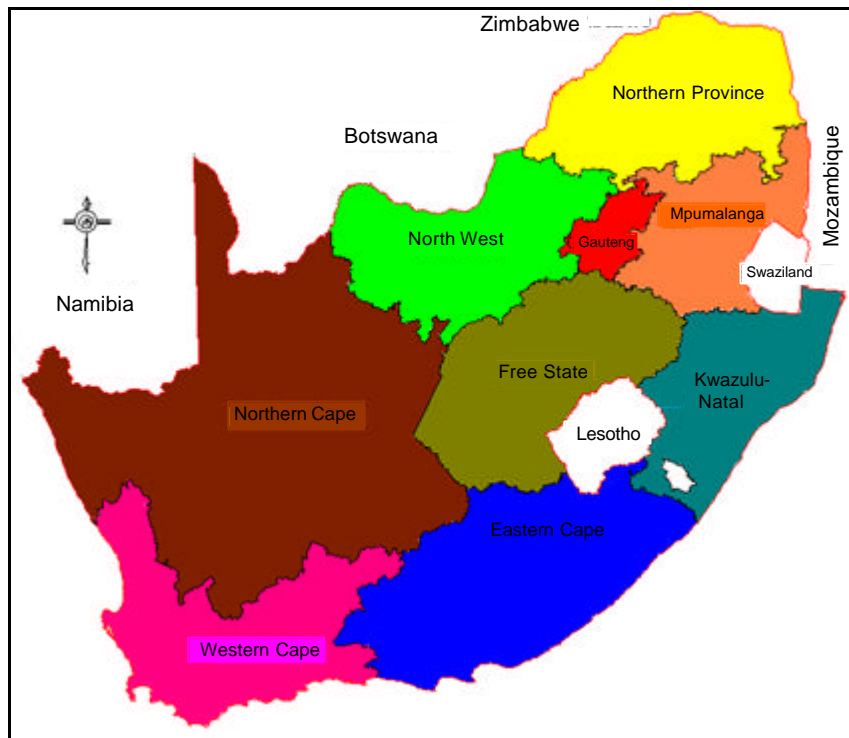 Zimbabwe
Northern Province
Botswana
Mozambique
Mpumalanga
North West
Gauteng
Swaziland
Namibia
Free State
Kwazulu-
Natal
Northern Cape
Lesotho
Eastern Cape
Western Cape